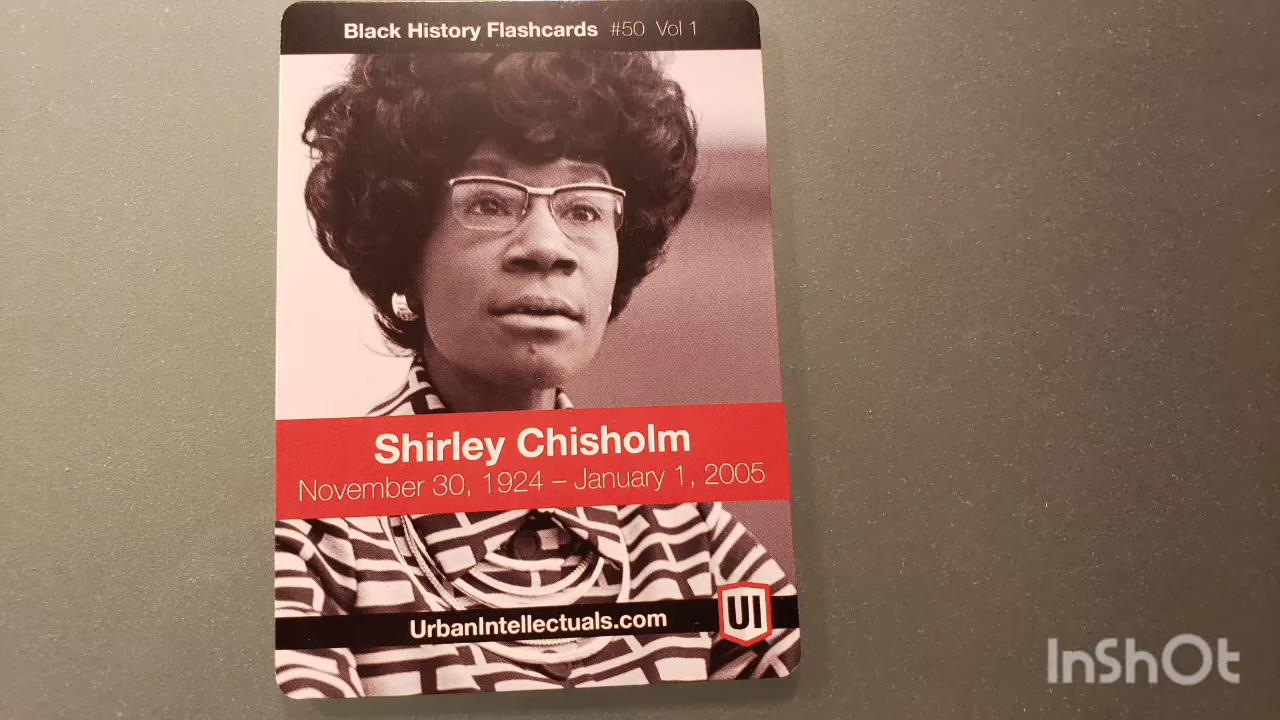 Black History Flashcards #50 Vol 1
Shirley Chisholm
November 30, 1924 – January 1, 2005
UrbanIntellectuals.com
UI
InShOt